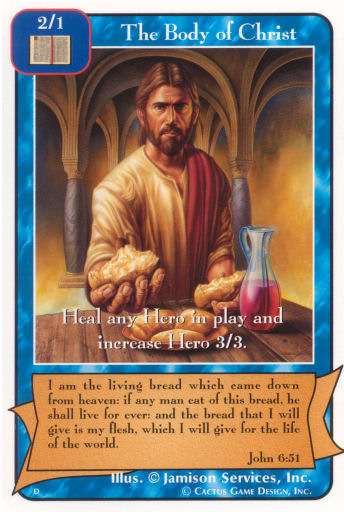 2/1
The Body of Christ
Heal any Hero in play and
increase Hero 3/3.
I am the living bread which came down
from heaven: if any man eat of this bread, he
shall live for ever: and the bread that I will
give is my flesh, which I will give for the life
of the world.
John 6:51
Illus. © Jamison Services, Inc.
D
© Cactus Game Design, Inc.